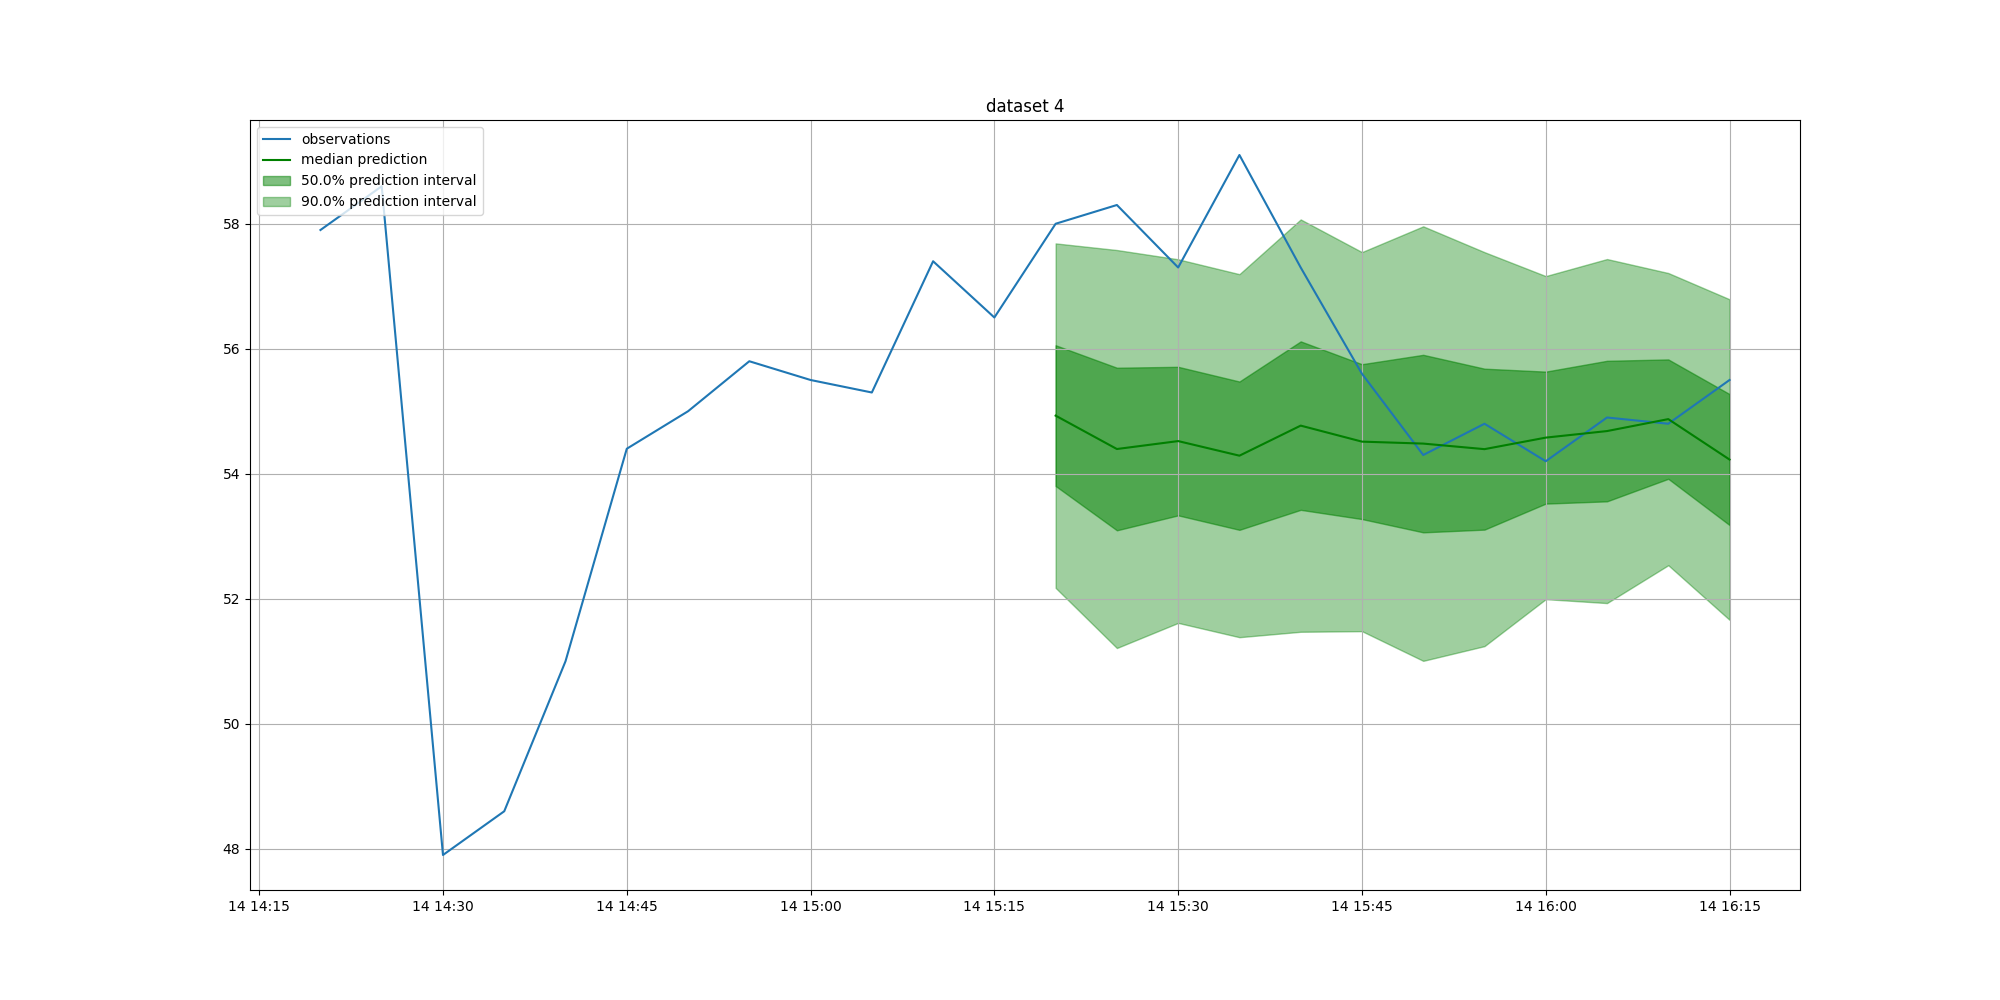 dataset 4
observations
median prediction
50.0% prediction interval
90.0% prediction interval
58
56
54
52
50
48
14 14:15 14 14:30 14 14:45 14 15:00 14 15:15 14 15:30 14 15:45 14 16:00 14 16:15